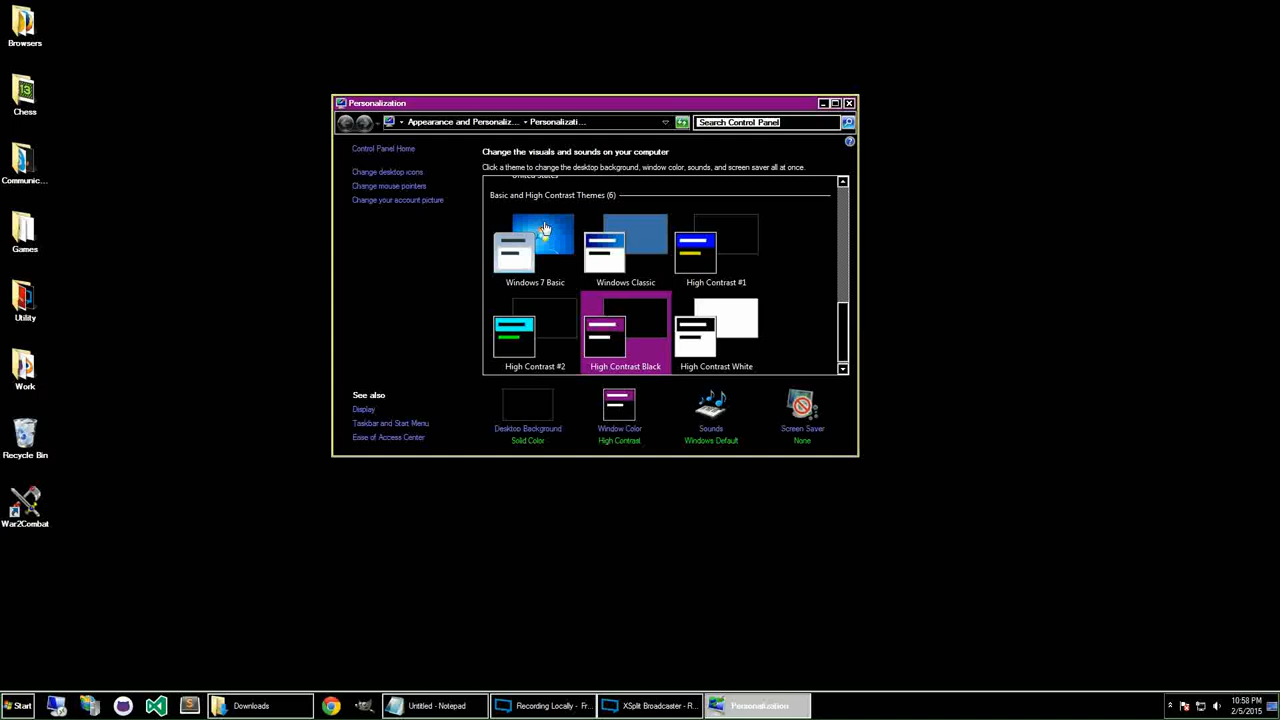 Browsers
Chess
Communic...
Games
Utility
Work
Recycle Bin
War2Combat
Personalization
Appearance and Personaliz... Personalizati...
Search Control Panel
Control Panel Home
Change desktop icons
Change mouse pointers
Change your account picture
Change the visuals and sounds on your computer
Click a theme to change the desktop background, window color, sounds, and screen saver all at once.
United States
Basic and High Contrast Themes (6)
Windows 7 Basic
Windows Classic
High Contrast #1
High Contrast #2
High Contrast Black
High Contrast White
See also
Display
Taskbar and Start Menu
Ease of Access Center
Desktop Background
Solid Color
Window Color
High Contrast
Sounds
Windows Default
Screen Saver
None
Start
Downloads
Untitled - Notepad
Recording Locally - Fr...
XSplit Broadcaster - R...
Personalization
10:58 PM
2/5/2015